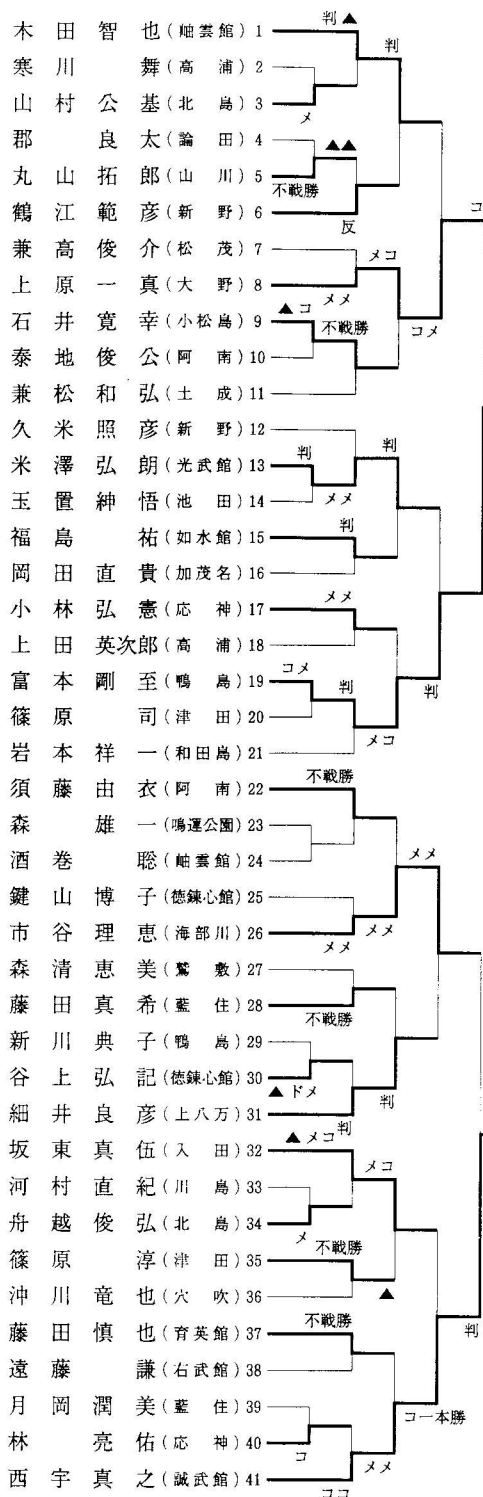 木田智也(岫雲館) 1
寒川舞(高浦) 2
山村公基(北島) 3
郡良太(論田) 4
丸山拓郎(山川) 5
鶴江範彦(新野) 6
兼高俊介(松茂) 7
上原一真(大野) 8
石井寛幸(小松島) 9
泰地俊公(阿南) 10
兼松和弘(土成) 11
久米照彦(新野) 12
米澤弘朗(光武館) 13
玉置紳悟(池田) 14
福島祐(如水館) 15
岡田直貴(加茂名) 16
小林弘憲(応神) 17
上田英次郎(高浦) 18
富本剛至(鴨島) 19
篠原司(津田) 20
岩本祥一(和田島) 21
須藤由衣(阿南) 22
森雄一(鳴運公園) 23
酒巻聡(岫雲館) 24
鍵山博子(徳錬心館) 25
市谷理恵(海部川) 26
森清恵美(鷲敷) 27
藤田真希(藍住) 28
新川典子(鴨島) 29
谷上弘記(徳錬心館) 30
細井良彦(上八万) 31
坂東真伍(入田) 32
河村直紀(川島) 33
舟越俊弘(北島) 34
篠原淳(津田) 35
沖川竜也(穴吹) 36
藤田慎也(育英館) 37
遠藤謙(右武館) 38
月岡潤美(藍住) 39
林亮佑(応神) 40
西宇真之(誠武館) 41
判▲
判
メ
▲▲
不戦勝
反
コ
メコ
メメ
▲コ
不戦勝
コメ
判
判
メメ
判
メメ
コメ
判
判
メコ
不戦勝
メメ
メメ
メメ
不戦勝
▲ドメ
判
判
▲メコ
メコ
メ
不戦勝
▲
不戦勝
判
コ一本勝
コ
メメ
ココ